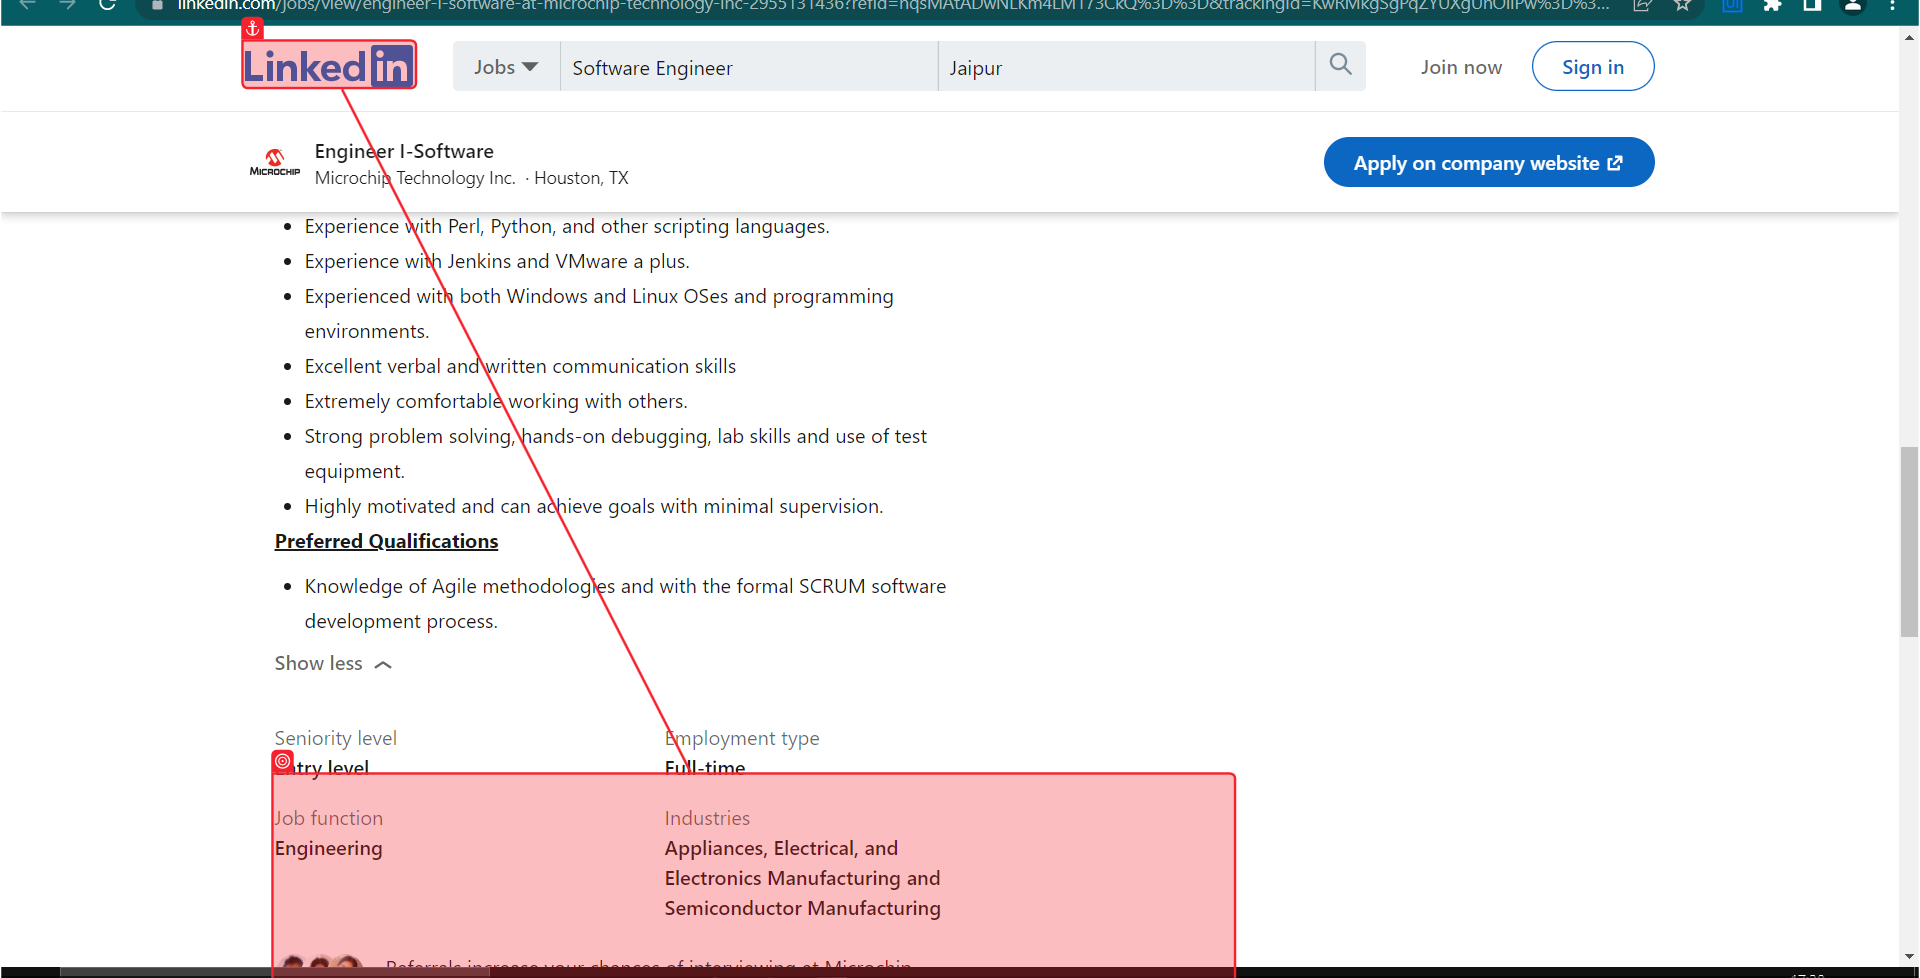 linkedin.com/jobs/view/engineer-i-software-at-microchip-technology-inc-2955131436?refId=
Linkedin
Jobs
Software Engineer
Jaipur
Join now
Sign in
MICROCHIP
Engineer I-Software
Microchip Technology Inc. · Houston, TX
Apply on company website
• Experience with Perl, Python, and other scripting languages.
• Experience with Jenkins and VMware a plus.
• Experienced with both Windows and Linux OSes and programming
environments.
• Excellent verbal and written communication skills
• Extremely comfortable working with others.
• Strong problem solving, hands-on debugging, lab skills and use of test
equipment.
• Highly motivated and can achieve goals with minimal supervision.
Preferred Qualifications
• Knowledge of Agile methodologies and with the formal SCRUM software
development process.
Show less
Seniority level
Entry level
Employment type
Full-time
Job function
Engineering
Industries
Appliances, Electrical, and
Electronics Manufacturing and
Semiconductor Manufacturing
Referrals increase your chances of interviewing at Microchip